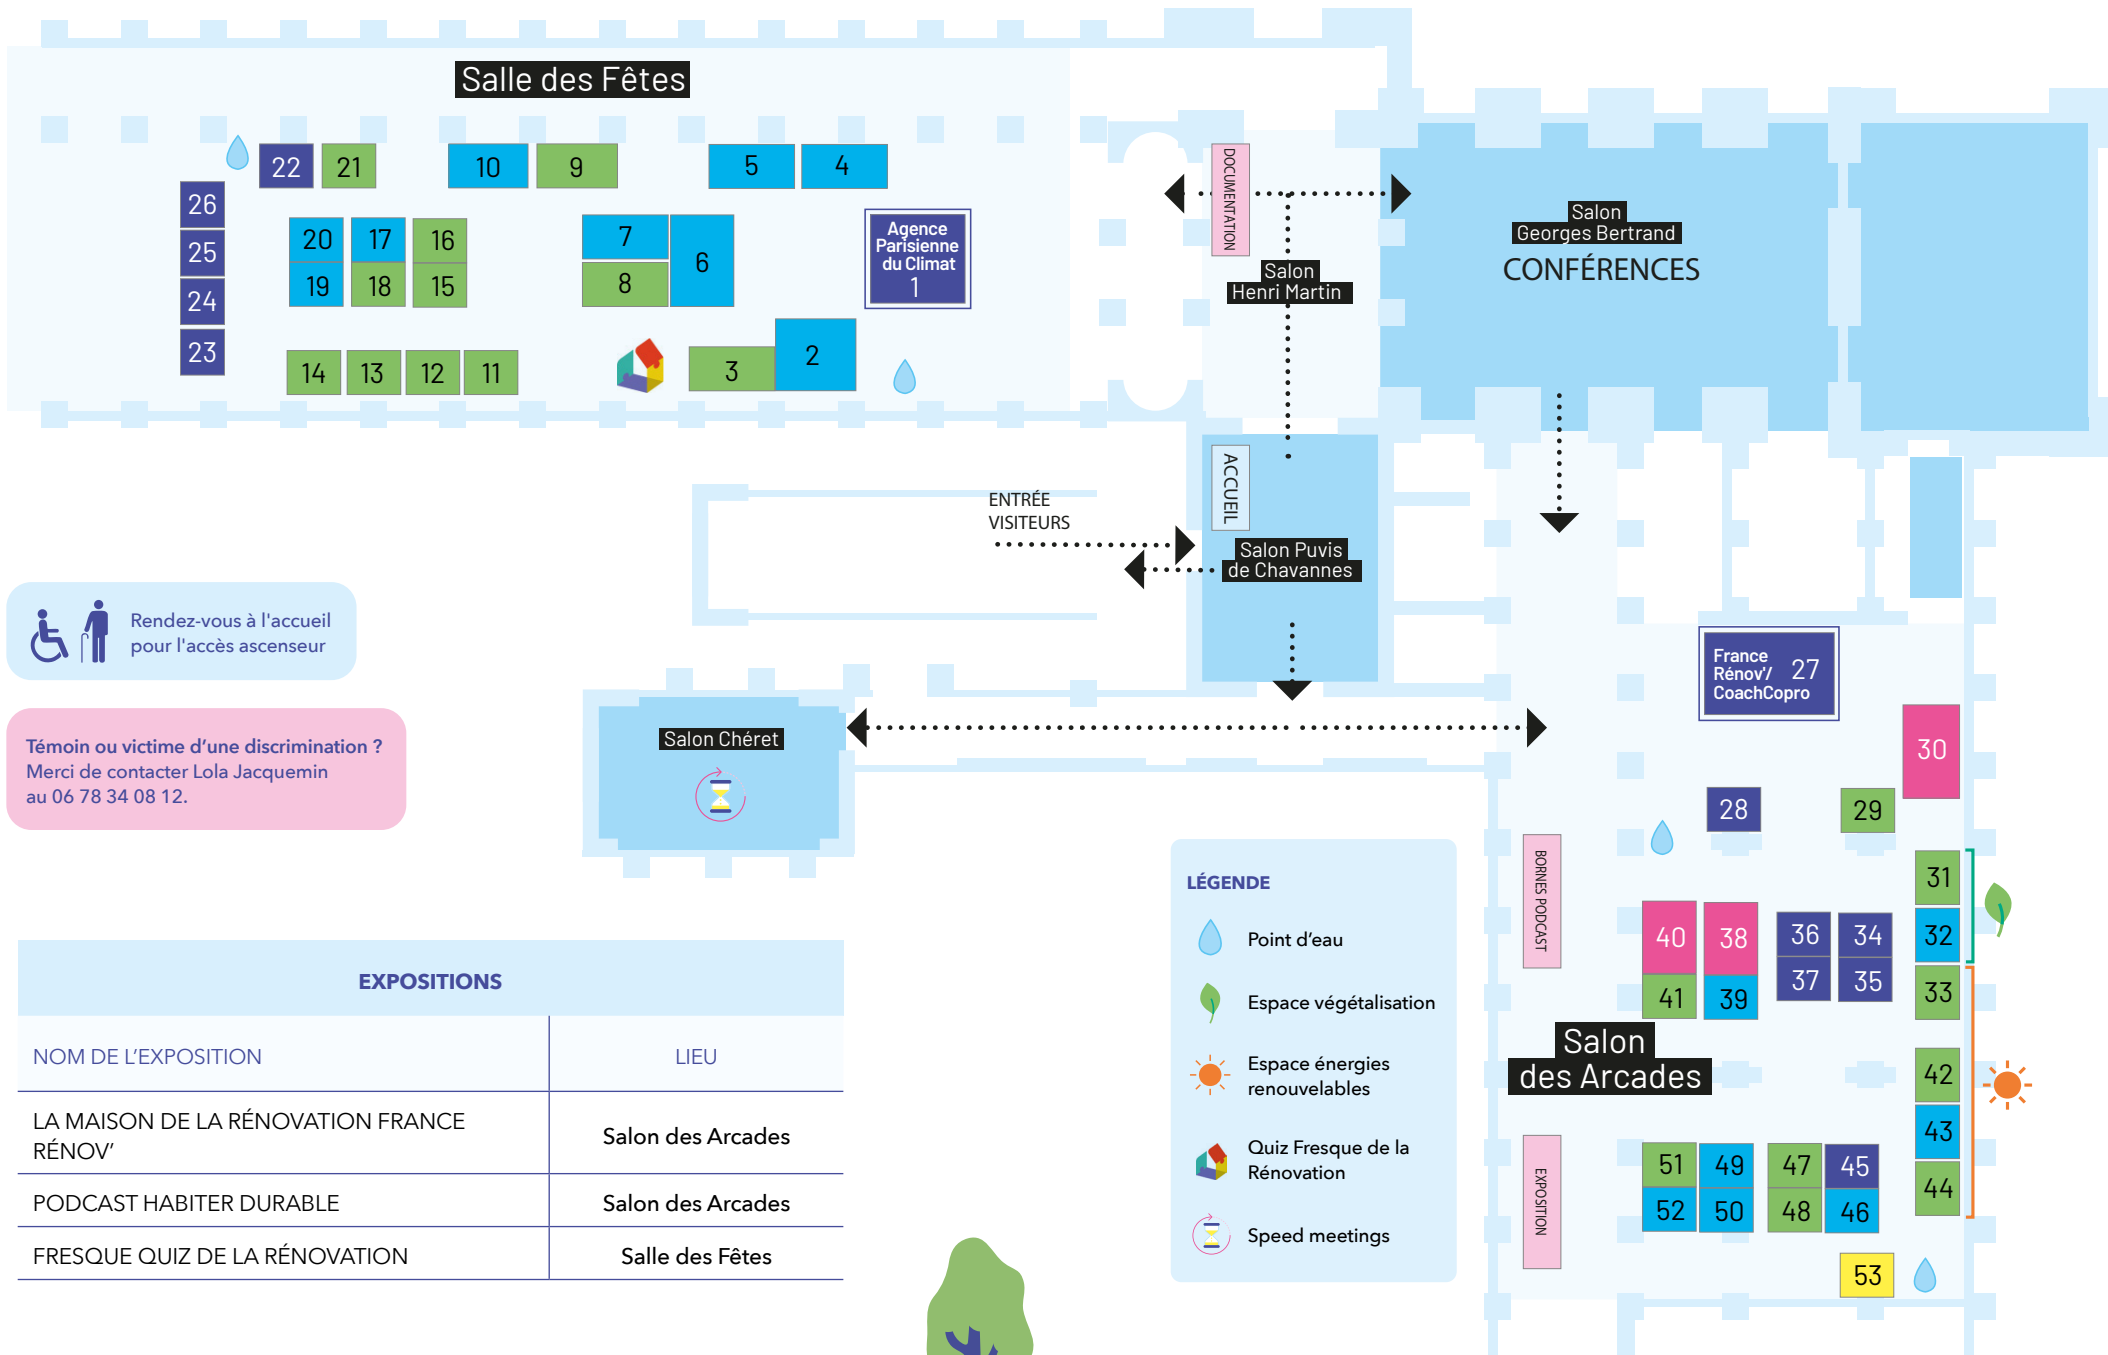 Salle des Fêtes
22
21
10
9
5
4
26
25
24
23
20
17
16
19
18
15
7
8
6
Agence
Parisienne
du Climat
1
14
13
12
11
3
2
DOCUMENTATION
Salon
Henri Martin
Salon
Georges Bertrand
CONFÉRENCES
ACCUEIL
ENTRÉE
VISITEURS
Salon Puvis
de Chavannes
Rendez-vous à l'accueil
pour l'accès ascenseur
Témoin ou victime d'une discrimination ?
Merci de contacter Lola Jacquemin
au 06 78 34 08 12.
Salon Chéret
France
Rénov'/
CoachCopro
27
30
28
29
BORNES PODCAST
31
32
33
40
38
36
34
41
39
37
35
Salon
des Arcades
42
43
44
EXPOSITION
51
49
47
45
52
50
48
46
53
LÉGENDE
Point d'eau
Espace végétalisation
Espace énergies
renouvelables
Quiz Fresque de la
Rénovation
Speed meetings
EXPOSITIONS
NOM DE L'EXPOSITION
LIEU
LA MAISON DE LA RÉNOVATION FRANCE
RÉNOV'
Salon des Arcades
PODCAST HABITER DURABLE
Salon des Arcades
FRESQUE QUIZ DE LA RÉNOVATION
Salle des Fêtes